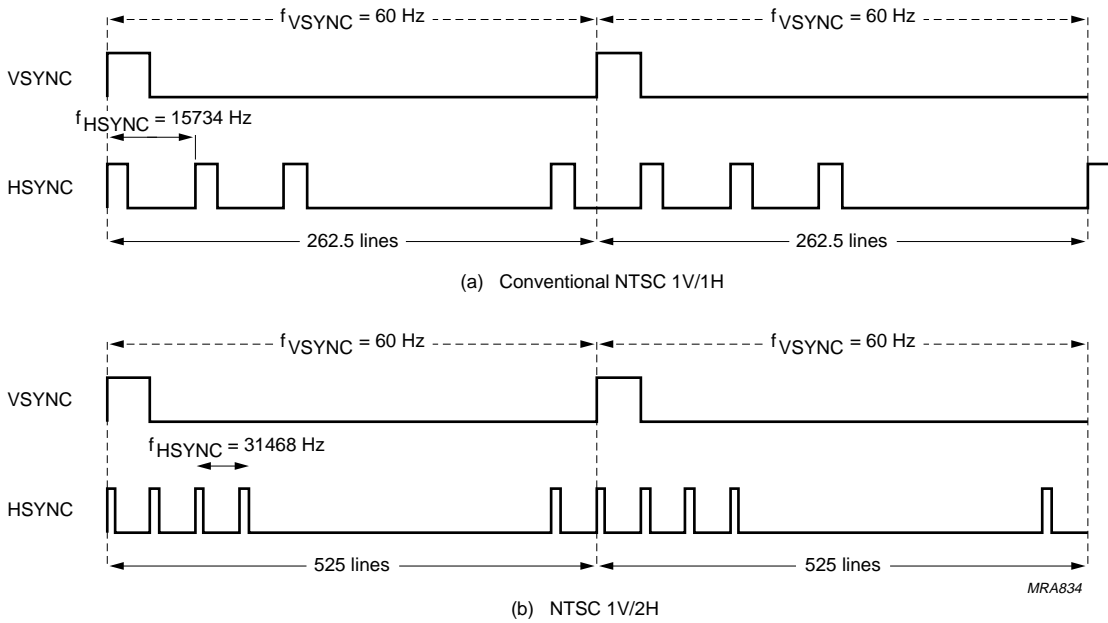 fVSYNC = 60 Hz fVSYNC = 60 Hz
VSYNC
fHSYNC = 15734 Hz
HSYNC
262.5 lines 262.5 lines
(a) Conventional NTSC 1V/1H
fVSYNC = 60 Hz fVSYNC = 60 Hz
VSYNC
fHSYNC = 31468 Hz
HSYNC
525 lines 525 lines
MRA834
(b) NTSC 1V/2H